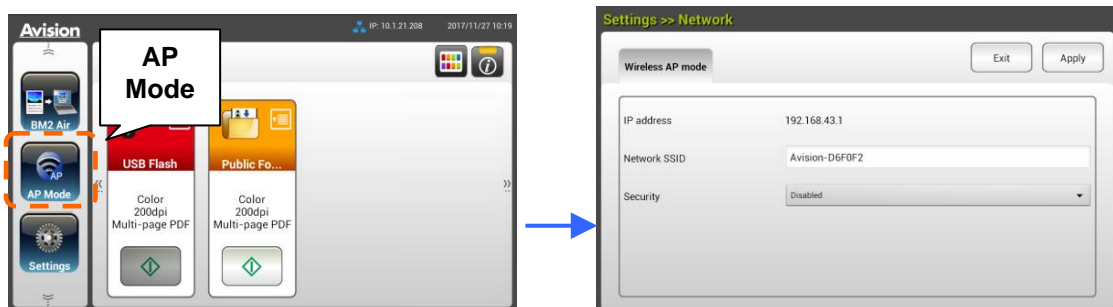 Avision
IP: 10.1.21.208
2017/11/27 10:19
AP
Mode
BM2 Air
AP
AP Mode
Settings
USB Flash
Color
200dpi
Multi-page PDF
Public Fo...
Color
200dpi
Multi-page PDF
Settings >> Network
Wireless AP mode
Exit
Apply
IP address
192.168.43.1
Network SSID
Avision-D6F0F2
Security
Disabled